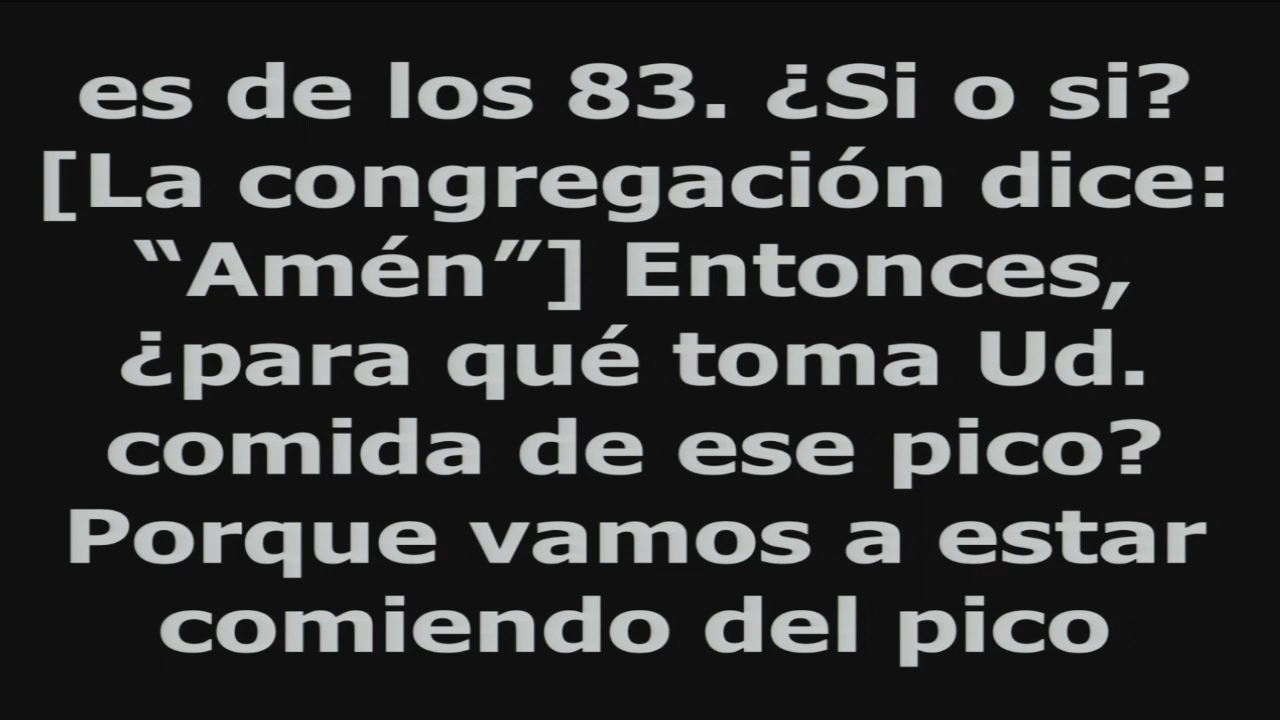 es de los 83. ¿Si o si?
[La congregación dice:
“Amén”] Entonces,
¿para qué toma Ud.
comida de ese pico?
Porque vamos a estar
comiendo del pico